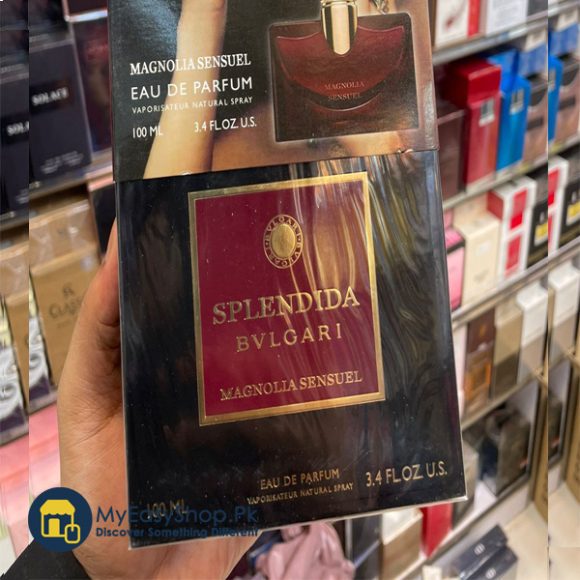 MAGNOLIA SENSUEL
EAU DE PARFUM
VAPORISATEUR NATURAL SPRAY
100 ML 3.4 FL.OZ. U.S.
MAGNOLIA
SENSUEL
SOLACE
BVLGARI
SPLENDIDA
BVLGARI
MAGNOLIA SENSUEL
EAU DE PARFUM
VAPORISATEUR NATURAL SPRAY
100 ML 3.4 FL.OZ. U.S.
MyEasyShop.Pk
Discover Something Different